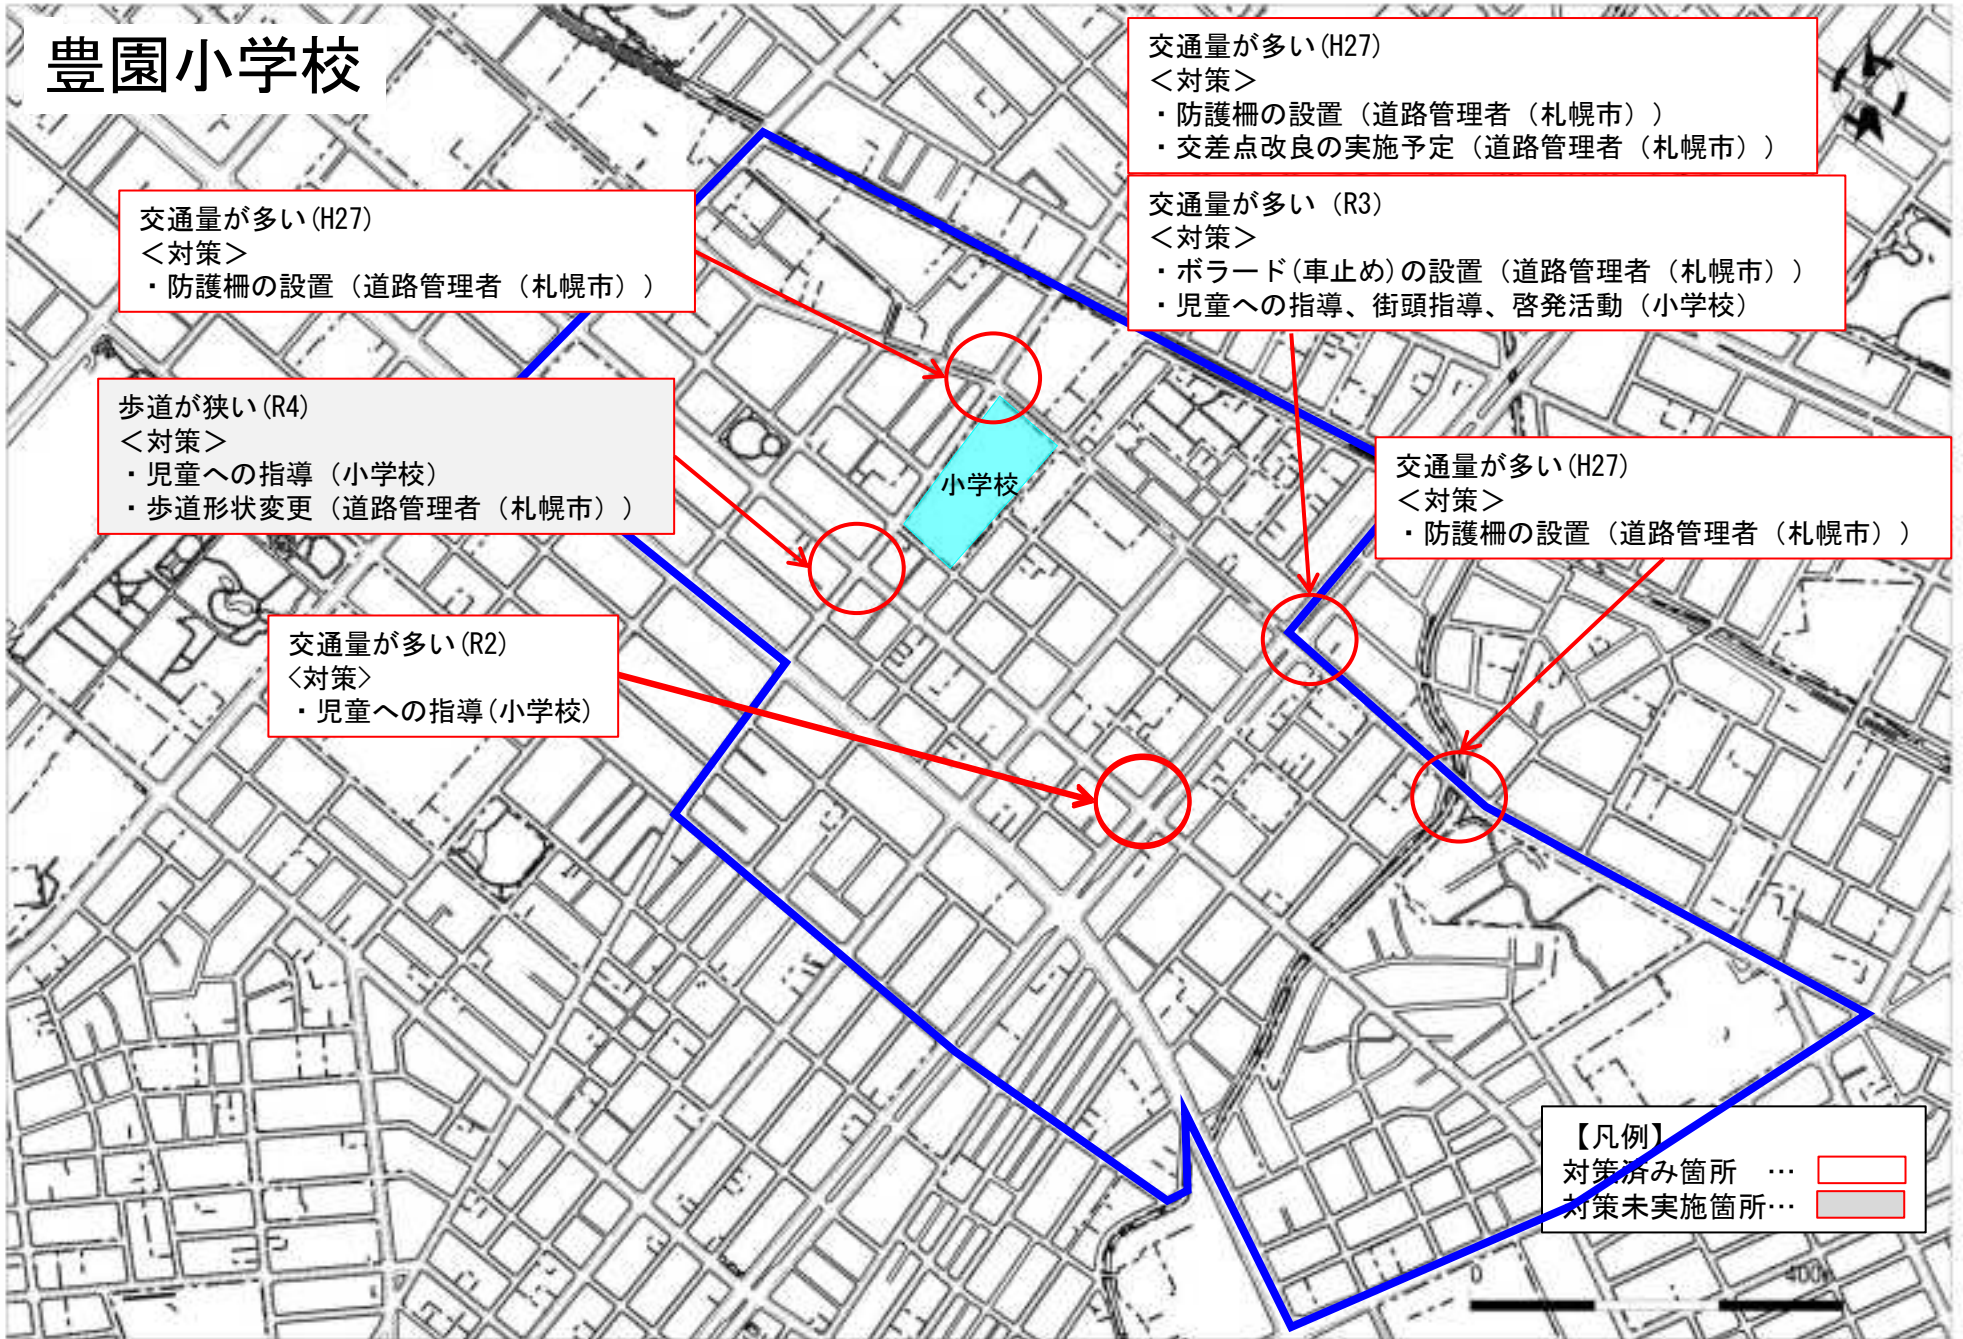 豊園小学校
交通量が多い(H27)
＜対策＞
・防護柵の設置（道路管理者（札幌市））
・交差点改良の実施予定（道路管理者（札幌市））
交通量が多い（R3）
＜対策＞
・ボラード(車止め)の設置（道路管理者（札幌市））
・児童への指導、街頭指導、啓発活動（小学校）
交通量が多い(H27)
＜対策＞
・防護柵の設置（道路管理者（札幌市））
歩道が狭い(R4)
＜対策＞
・児童への指導（小学校）
・歩道形状変更（道路管理者（札幌市））
小学校
交通量が多い(H27)
＜対策＞
・防護柵の設置（道路管理者（札幌市））
交通量が多い(R2)
<対策>
・児童への指導(小学校)
【凡例】
対策済み箇所　…
対策未実施箇所…
0 400m